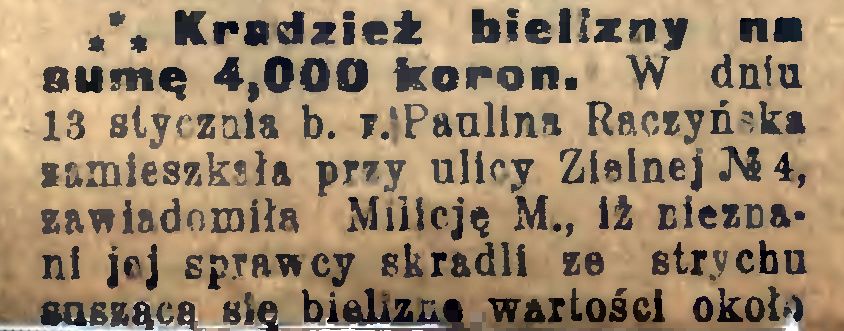 ⁂ Kradzież bielizny na
sumę 4,000 koron. W dniu
13 stycznia b. r. Paulina Raczyńska
zamieszkała przy ulicy Zielnej № 4,
zawiadomiła Milicję M., iż niezna-
ni jej sprawcy skradli ze strychu
suszącą się bieliznę wartości około